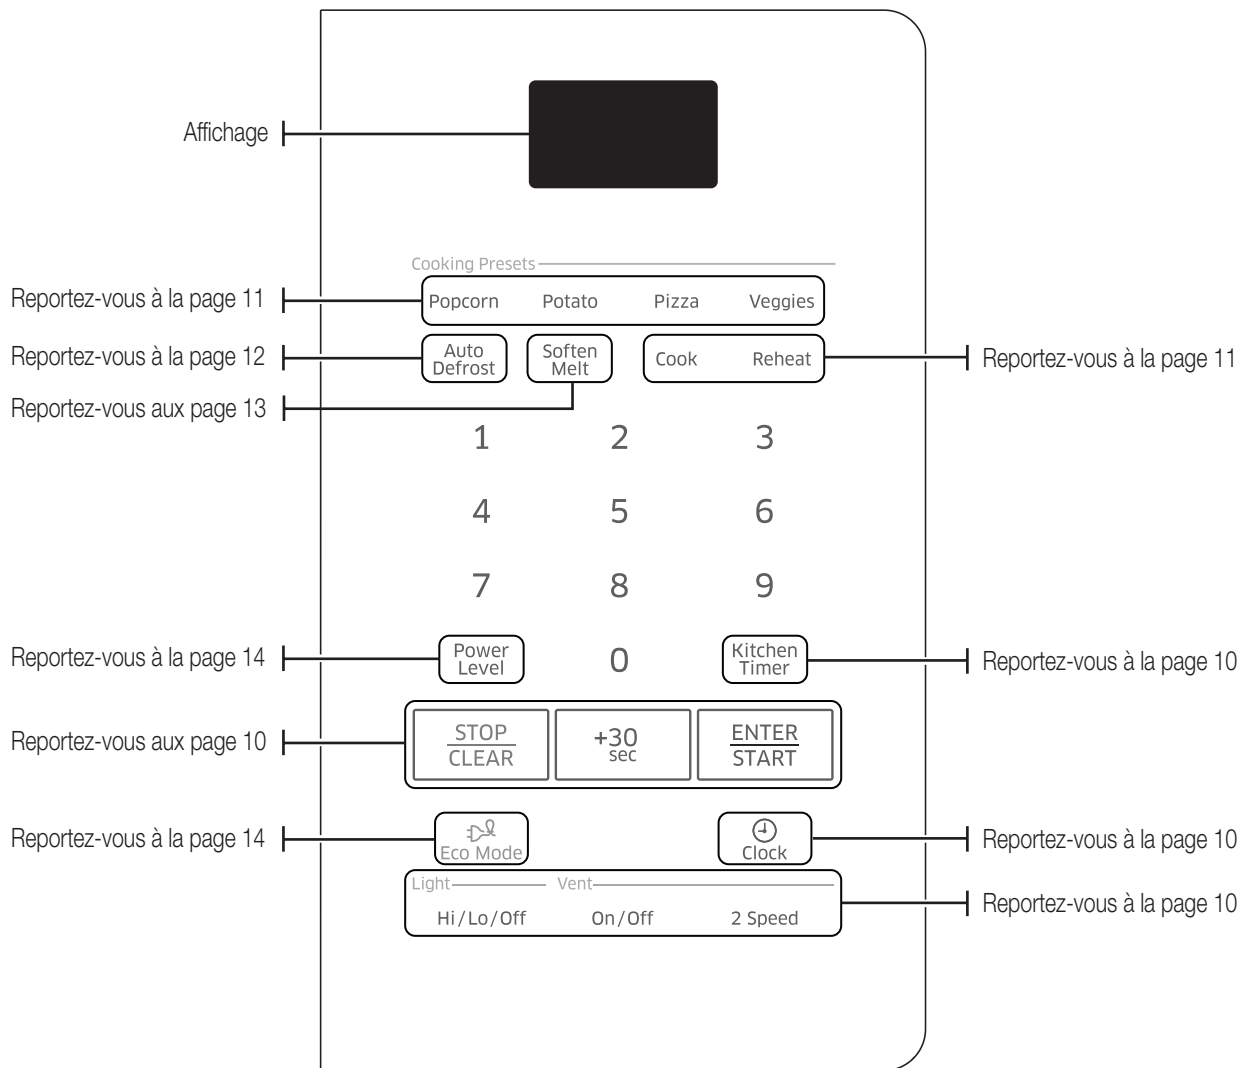 Affichage
Cooking Presets
Reportez-vous à la page 11
Popcorn Potato Pizza Veggies
Reportez-vous à la page 12
Auto
Defrost
Soften
Melt
Cook Reheat
Reportez-vous à la page 11
Reportez-vous aux page 13
1 2 3
4 5 6
7 8 9
Reportez-vous à la page 14
Power
Level
0
Kitchen
Timer
Reportez-vous à la page 10
Reportez-vous aux page 10
STOP
CLEAR
+30
sec
ENTER
START
Reportez-vous à la page 14
Eco Mode
Clock
Reportez-vous à la page 10
Light Vent
Hi/Lo/Off On/Off 2 Speed
Reportez-vous à la page 10